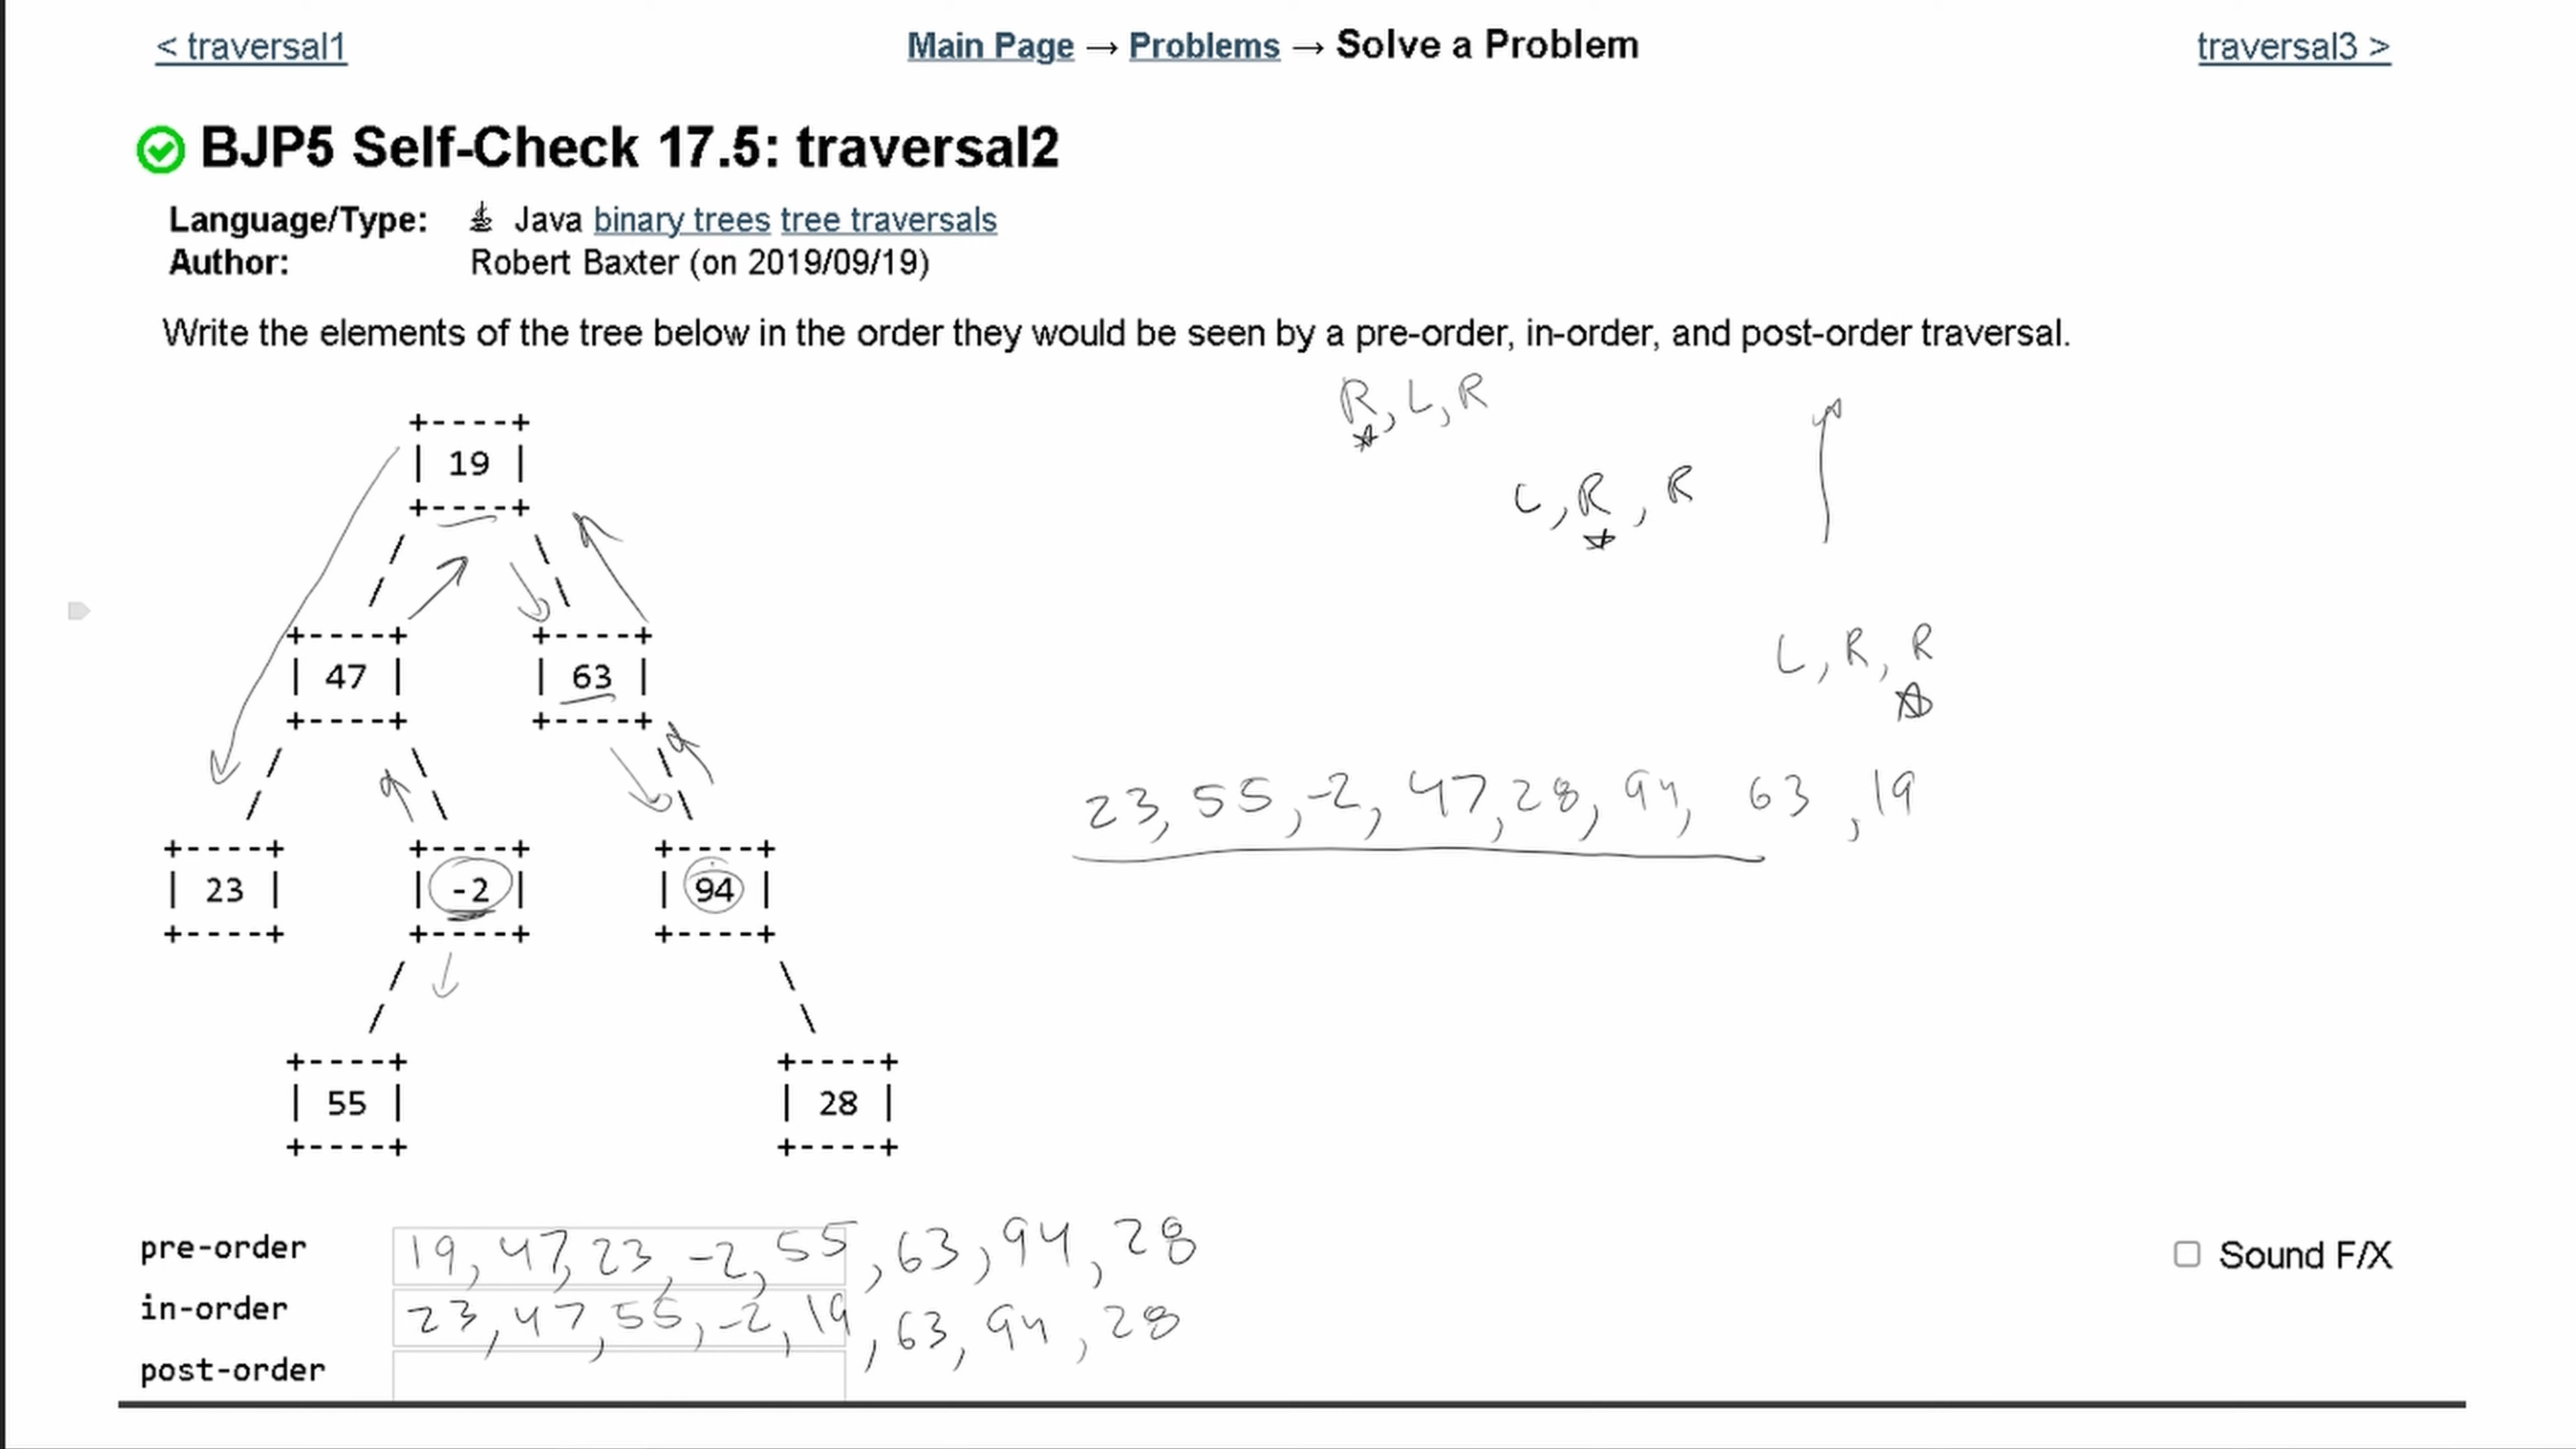 < traversal1 Main Page → Problems → Solve a Problem traversal3 >
BJP5 Self-Check 17.5: traversal2
Language/Type: Java binary trees tree traversals
Author: Robert Baxter (on 2019/09/19)
Write the elements of the tree below in the order they would be seen by a pre-order, in-order, and post-order traversal.
R, L, R
19
L, R, R
L, R, R
47 63
23, 55, -2, 47, 28, 94, 63, 19
23 -2 94
55 28
pre-order 19, 47, 23, -2, 55, 63, 94, 28
Sound F/X
in-order 23, 47, 55, -2, 19, 63, 94, 28
post-order